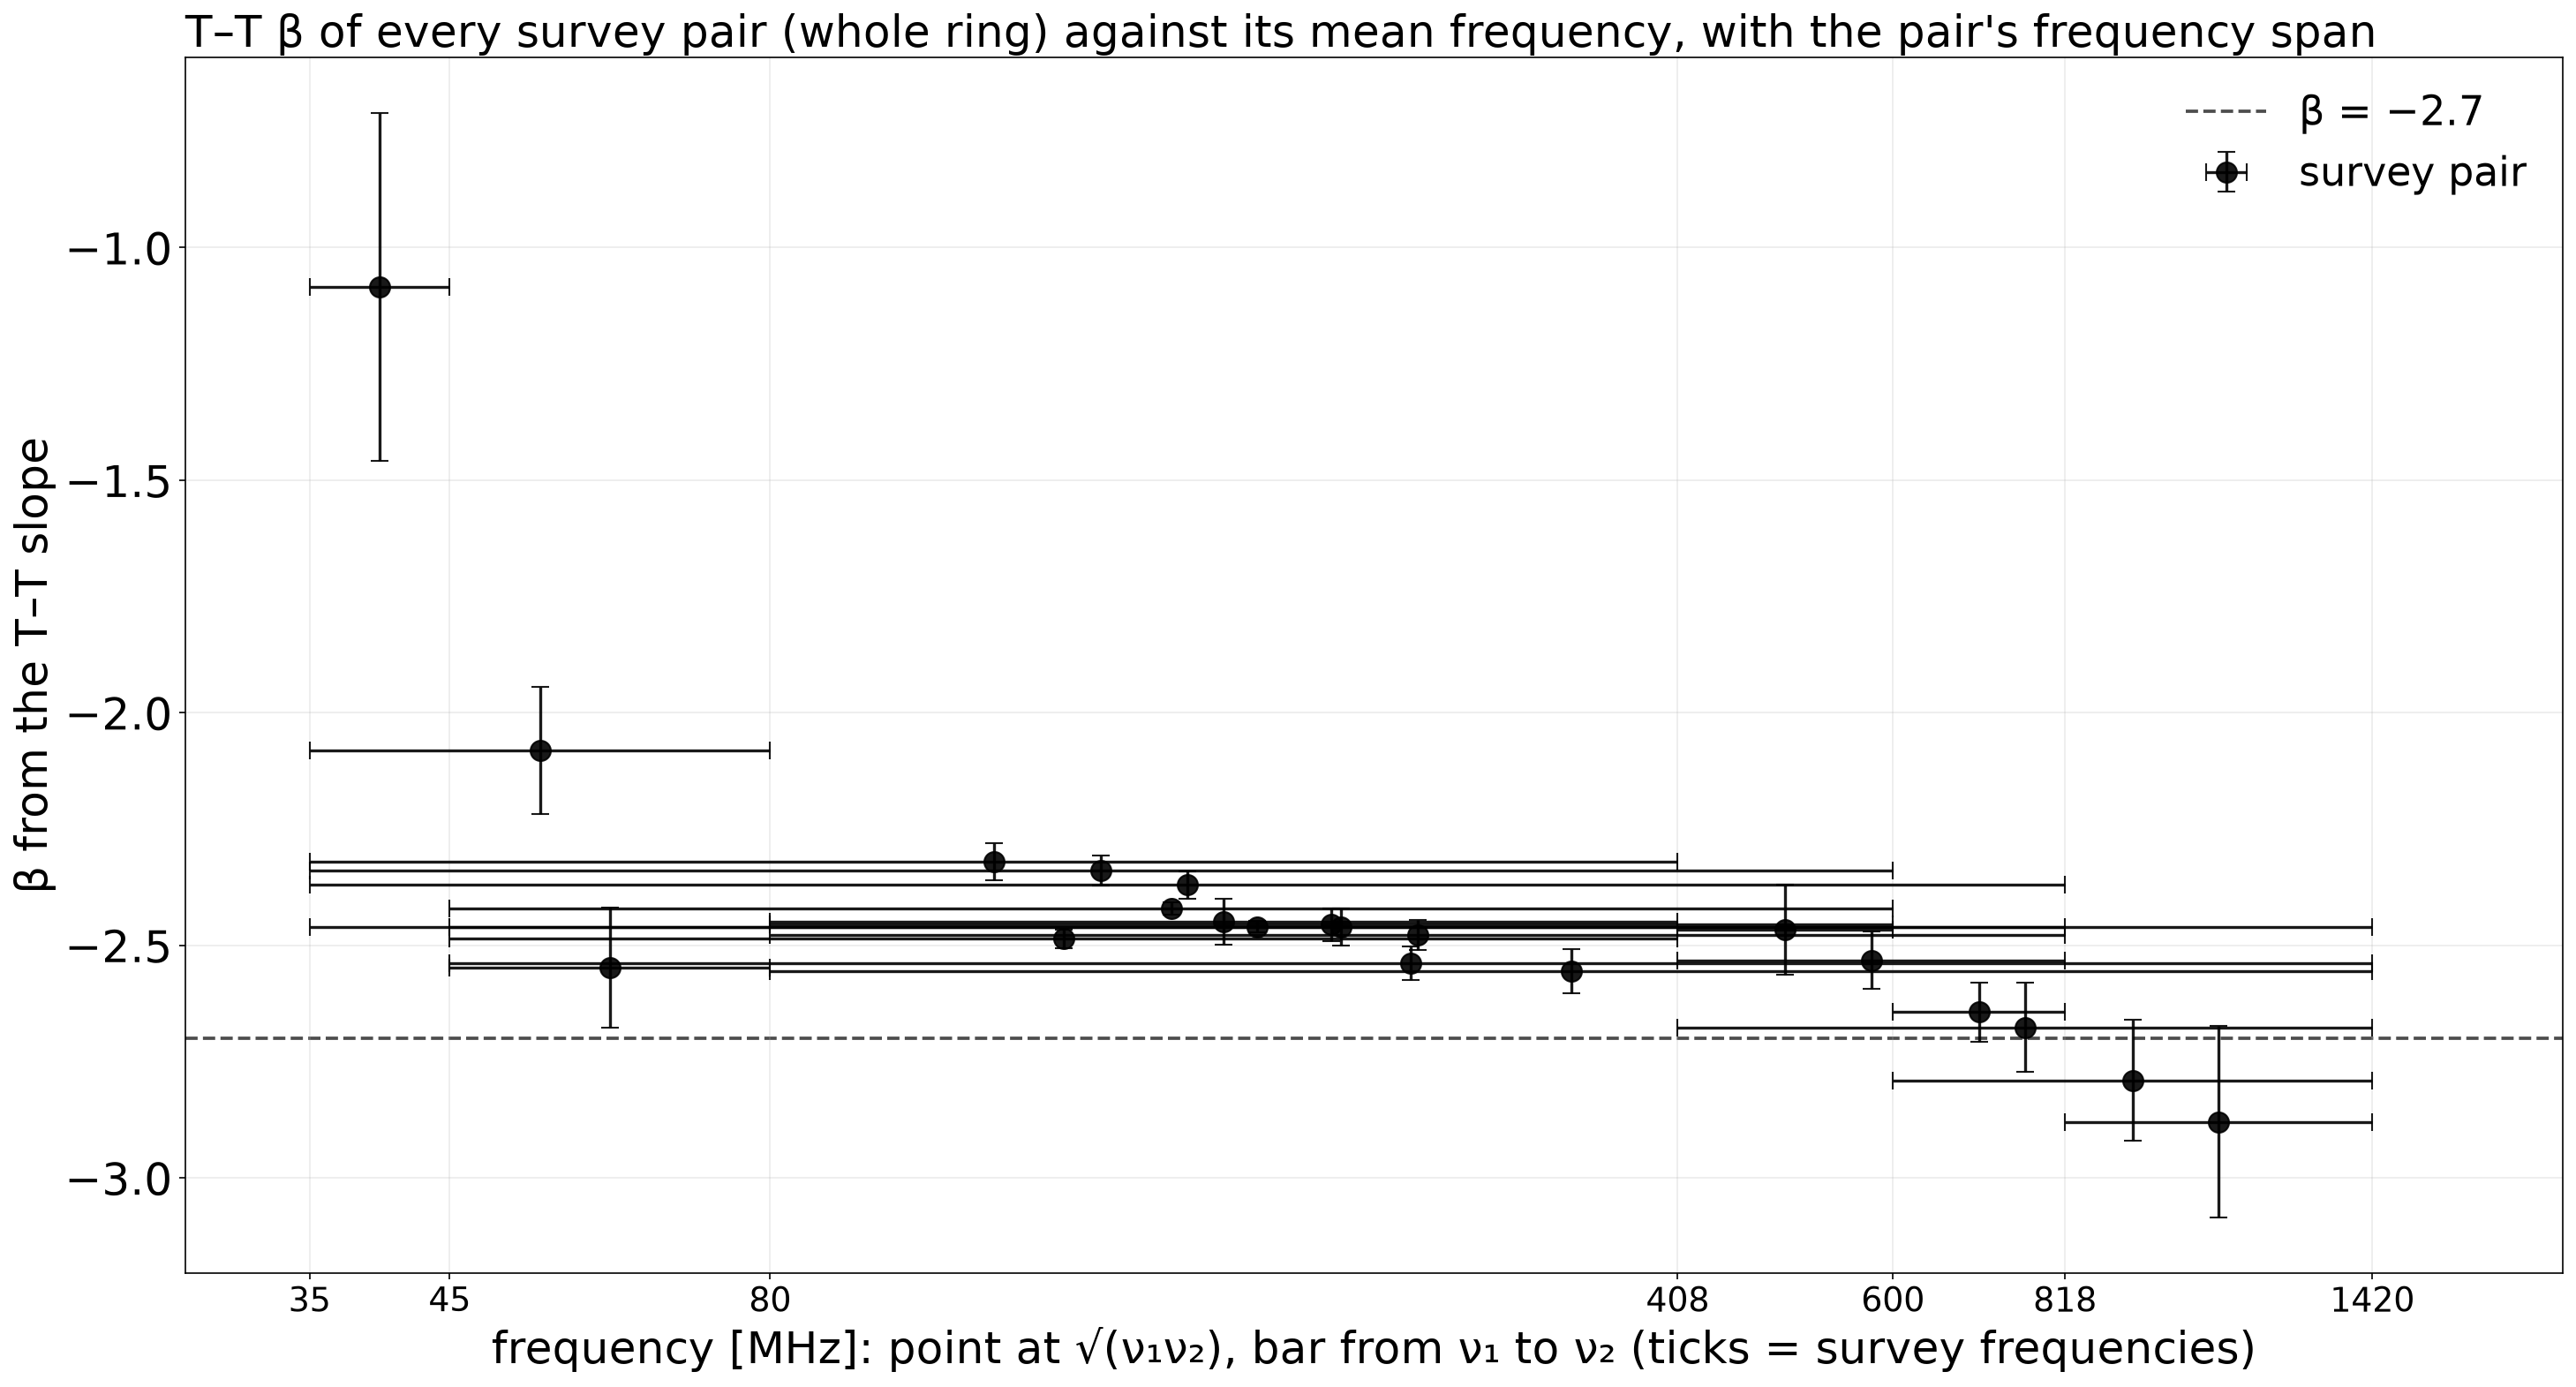 T–T β of every survey pair (whole ring) against its mean frequency, with the pair's frequency span
β = −2.7
survey pair
β from the T–T slope
−1.0
−1.5
−2.0
−2.5
−3.0
35 45 80 408 600 818 1420
frequency [MHz]: point at √(ν₁ν₂), bar from ν₁ to ν₂ (ticks = survey frequencies)